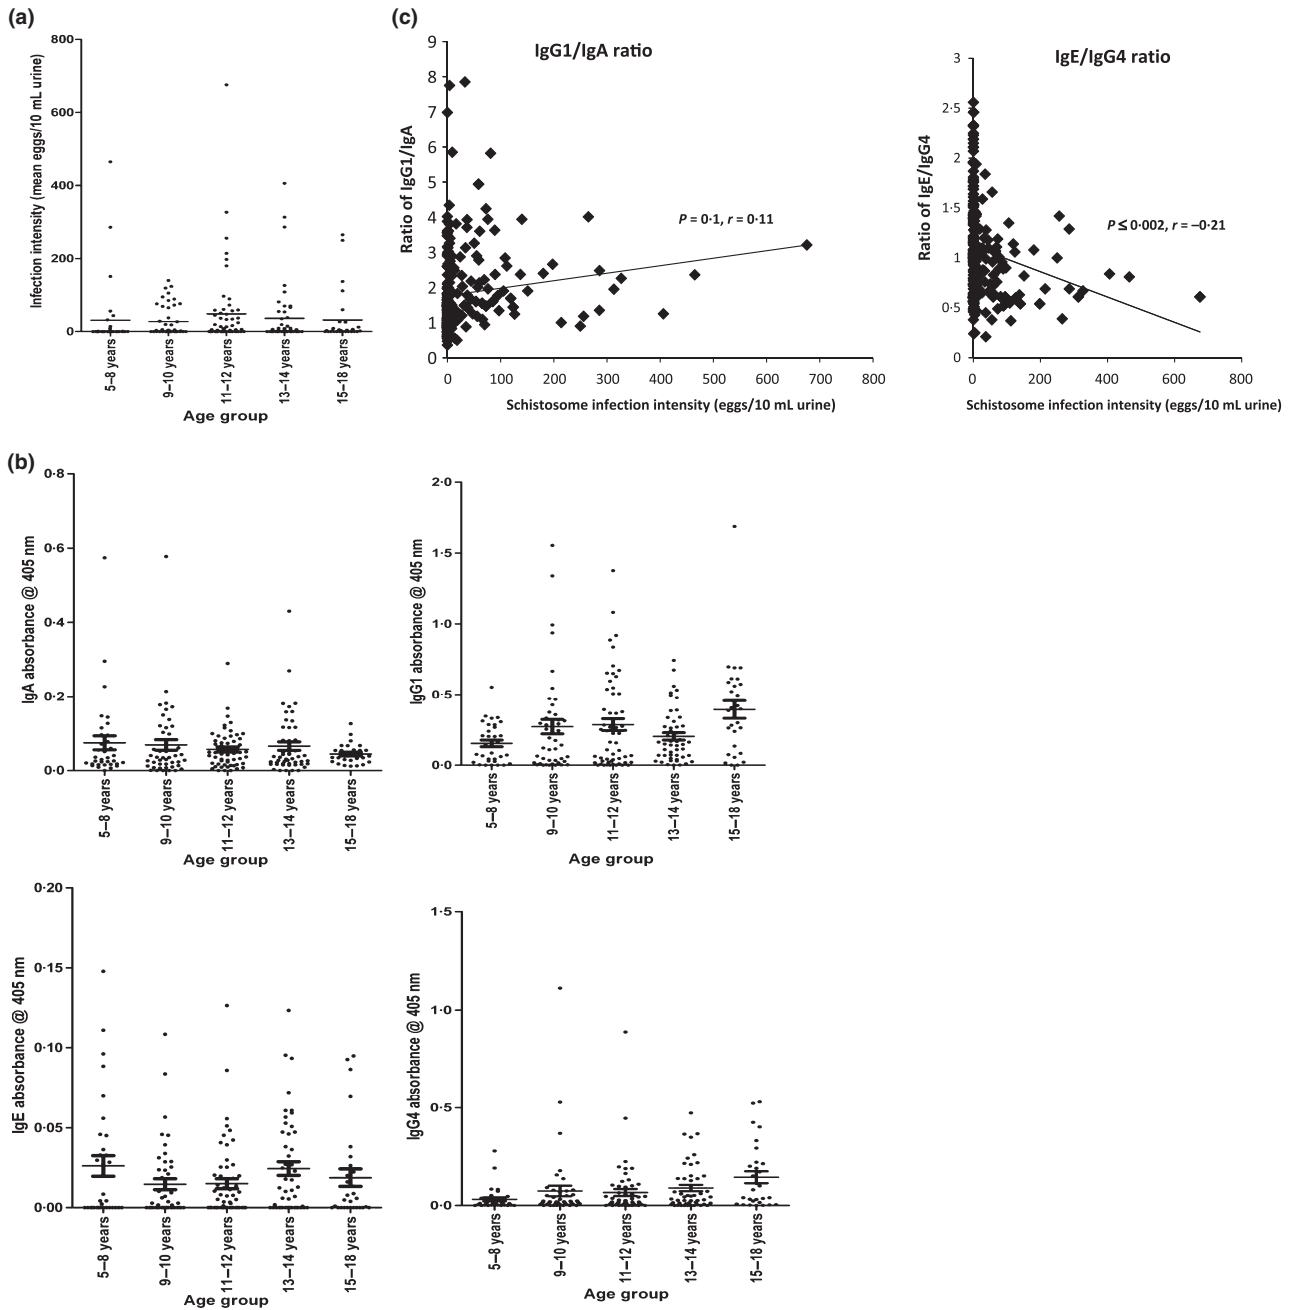 (a)
800
600
400
200
0
Infection intensity (mean eggs/10 mL urine)
5–8 years
9–10 years
11–12 years
13–14 years
15–18 years
Age group
(c)
IgG1/IgA ratio
9
8
7
6
5
4
3
2
1
0
Ratio of IgG1/IgA
P = 0·1, r = 0·11
0 100 200 300 400 500 600 700 800
Schistosome infection intensity (eggs/10 mL urine)
IgE/IgG4 ratio
3
2·5
2
1·5
1
0·5
0
Ratio of IgE/IgG4
P ≤ 0·002, r = –0·21
0 200 400 600 800
Schistosome infection intensity (eggs/10 mL urine)
(b)
0·8
0·6
0·4
0·2
0·0
IgA absorbance @ 405 nm
5–8 years
9–10 years
11–12 years
13–14 years
15–18 years
Age group
2·0
1·5
1·0
0·5
0·0
IgG1 absorbance @ 405 nm
5–8 years
9–10 years
11–12 years
13–14 years
15–18 years
Age group
0·20
0·15
0·10
0·05
0·00
IgE absorbance @ 405 nm
5–8 years
9–10 years
11–12 years
13–14 years
15–18 years
Age group
1·5
1·0
0·5
0·0
IgG4 absorbance @ 405 nm
5–8 years
9–10 years
11–12 years
13–14 years
15–18 years
Age group